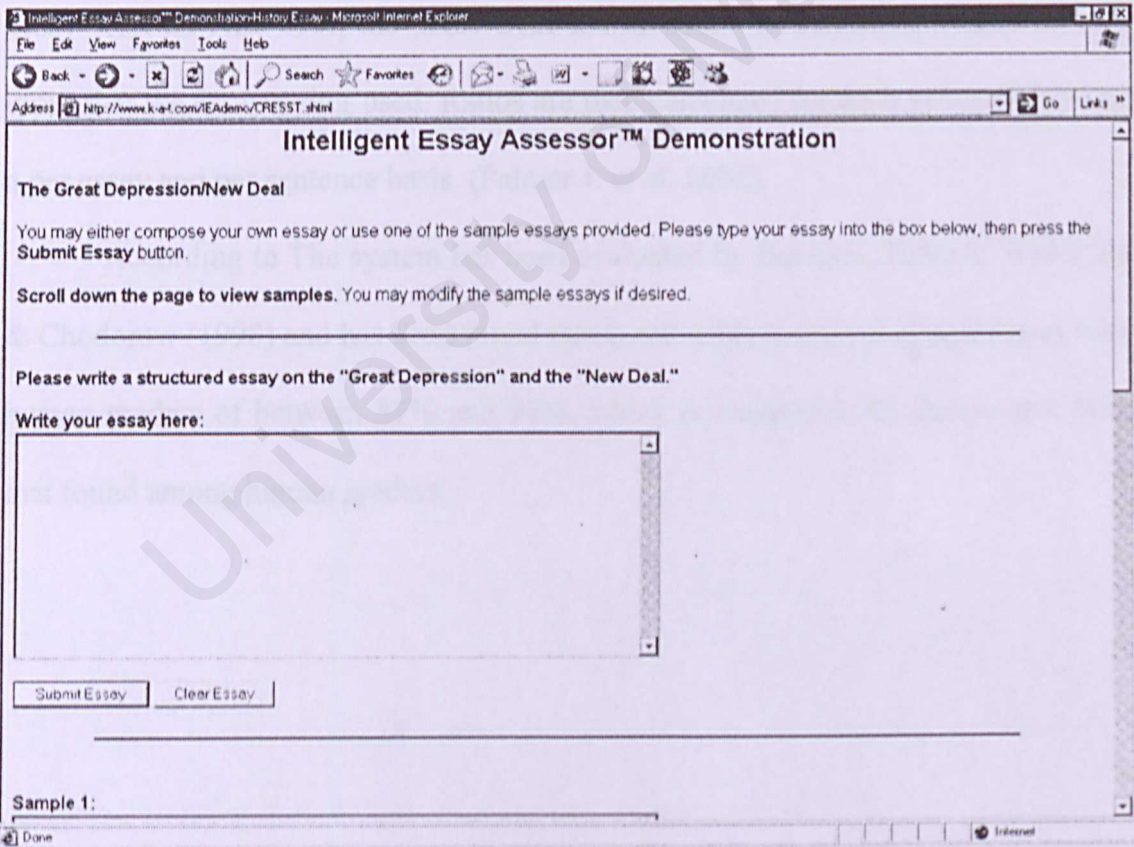 Intelligent Essay Assessor™ Demonstration-History Essay - Microsoft Internet Explorer
File Edit View Favorites Tools Help
Back Search Favorites
Address http://www.k-a-t.com/IEAdemo/CRESST.shtml Go Links »
Intelligent Essay Assessor™ Demonstration
The Great Depression/New Deal
You may either compose your own essay or use one of the sample essays provided. Please type your essay into the box below, then press the
Submit Essay button.
Scroll down the page to view samples. You may modify the sample essays if desired.
Please write a structured essay on the "Great Depression" and the "New Deal."
Write your essay here:
Submit Essay Clear Essay
Sample 1:
Done Internet
University of M